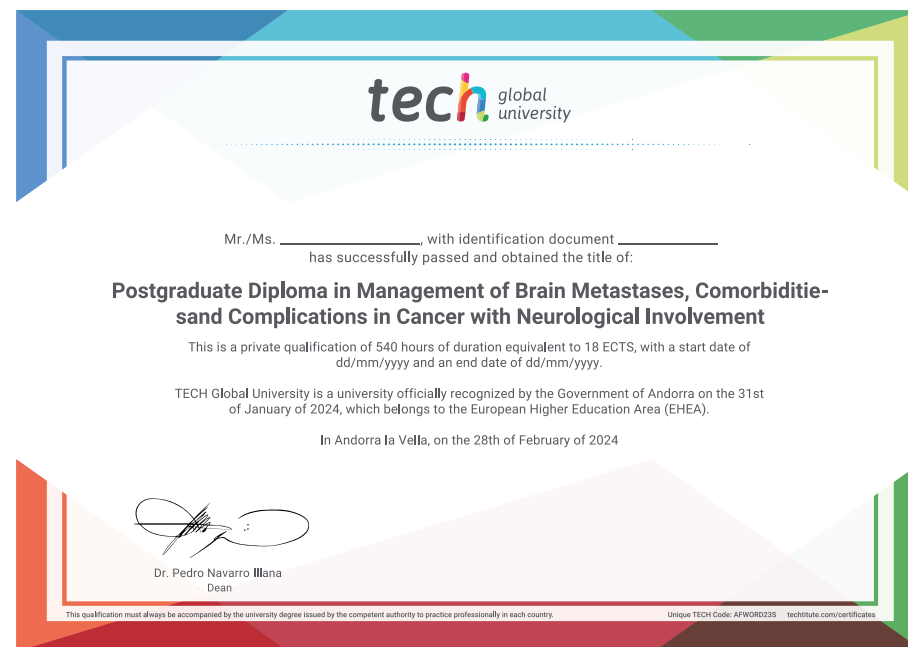 tech global
university
Mr./Ms. ____________________, with identification document ______________
has successfully passed and obtained the title of:
Postgraduate Diploma in Management of Brain Metastases, Comorbiditie-
sand Complications in Cancer with Neurological Involvement
This is a private qualification of 540 hours of duration equivalent to 18 ECTS, with a start date of
dd/mm/yyyy and an end date of dd/mm/yyyy.
TECH Global University is a university officially recognized by the Government of Andorra on the 31st
of January of 2024, which belongs to the European Higher Education Area (EHEA).
In Andorra la Vella, on the 28th of February of 2024
Dr. Pedro Navarro Illana
Dean
This qualification must always be accompanied by the university degree issued by the competent authority to practice professionally in each country.
Unique TECH Code: AFWORD23S techtitute.com/certificates